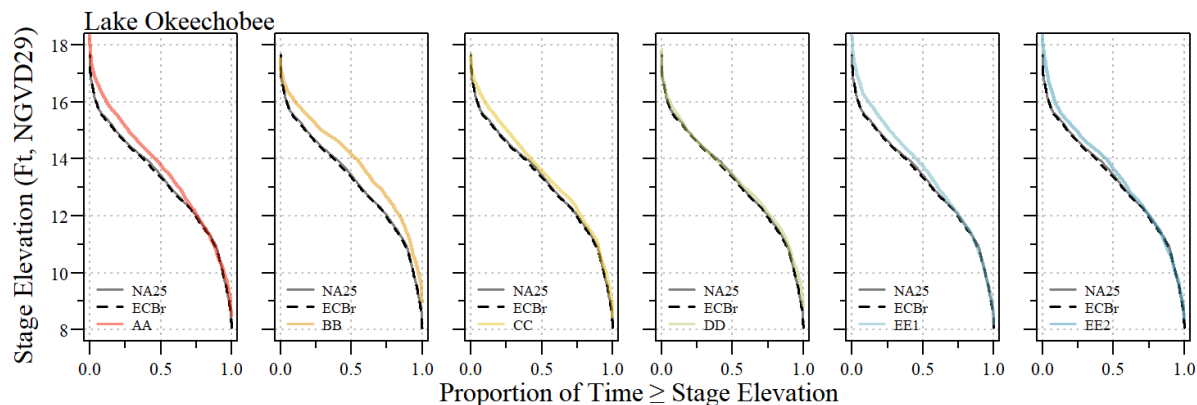 Lake Okeechobee
Stage Elevation (Ft, NGVD29)
18
16
14
12
10
8
NA25
ECBr
AA
0.0 0.5 1.0
NA25
ECBr
BB
0.0 0.5 1.0
NA25
ECBr
CC
0.0 0.5 1.0
NA25
ECBr
DD
0.0 0.5 1.0
NA25
ECBr
EE1
0.0 0.5 1.0
NA25
ECBr
EE2
0.0 0.5 1.0
Proportion of Time ≥ Stage Elevation